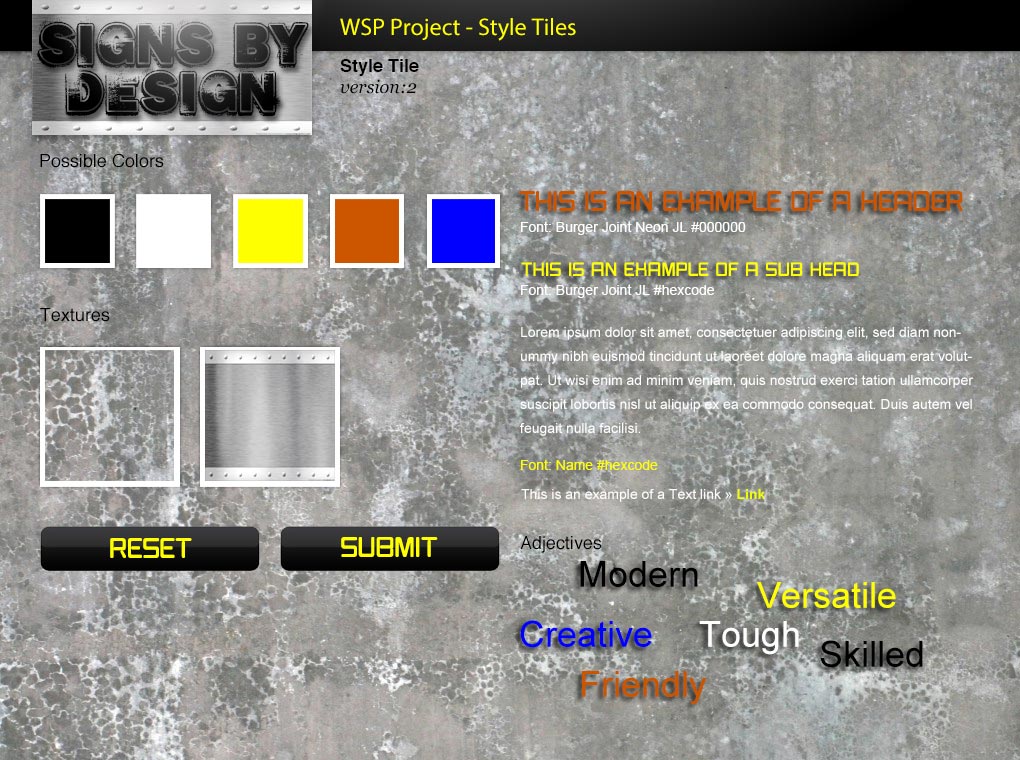 SIGNS BY
DESIGN
WSP Project - Style Tiles
Style Tile
version:2
Possible Colors
Textures
RESET
SUBMIT
THIS IS AN EXAMPLE OF A HEADER
Font: Burger Joint Neon JL #000000
THIS IS AN EXAMPLE OF A SUB HEAD
Font: Burger Joint JL #hexcode
Lorem ipsum dolor sit amet, consectetuer adipiscing elit, sed diam non-
ummy nibh euismod tincidunt ut laoreet dolore magna aliquam erat volut-
pat. Ut wisi enim ad minim veniam, quis nostrud exerci tation ullamcorper
suscipit lobortis nisl ut aliquip ex ea commodo consequat. Duis autem vel
feugait nulla facilisi.
Font: Name #hexcode
This is an example of a Text link » Link
Adjectives
Modern
Versatile
Creative
Tough
Skilled
Friendly